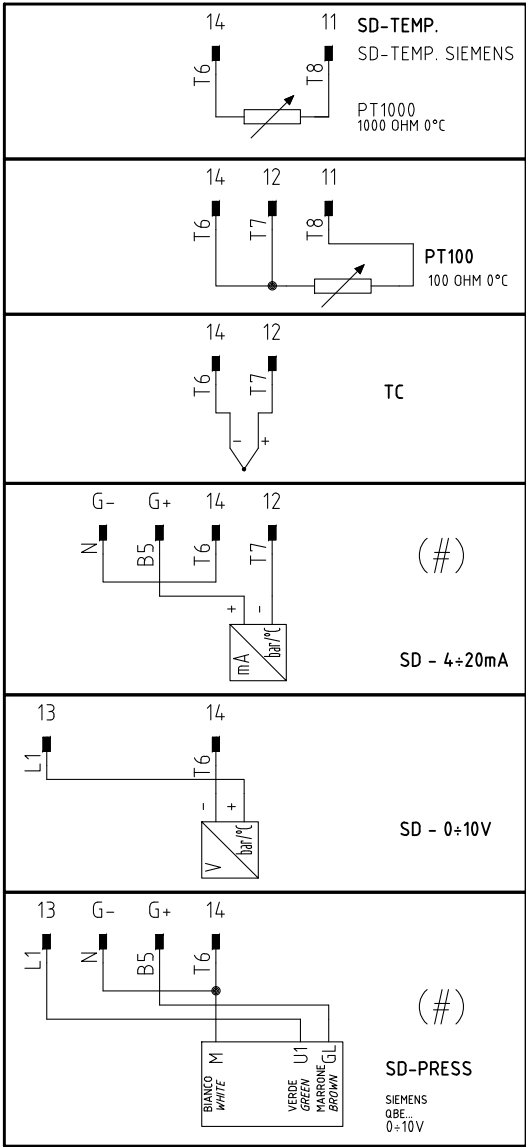 14 11 SD-TEMP.
T6 T8 SD-TEMP. SIEMENS
PT1000
1000 OHM 0°C
14 12 11
T6 T7 T8
PT100
100 OHM 0°C
14 12
T6 T7
TC
- +
G- G+ 14 12
N B5 T6 T7
(#)
+ -
mA bar/°C
SD - 4÷20mA
13 14
L1 T6
- +
V bar/°C
SD - 0÷10V
13 G- G+ 14
L1 N B5 T6
(#)
M U1 GL
BIANCO VERDE MARRONE
WHITE GREEN BROWN
SD-PRESS
SIEMENS
QBE...
0÷10V